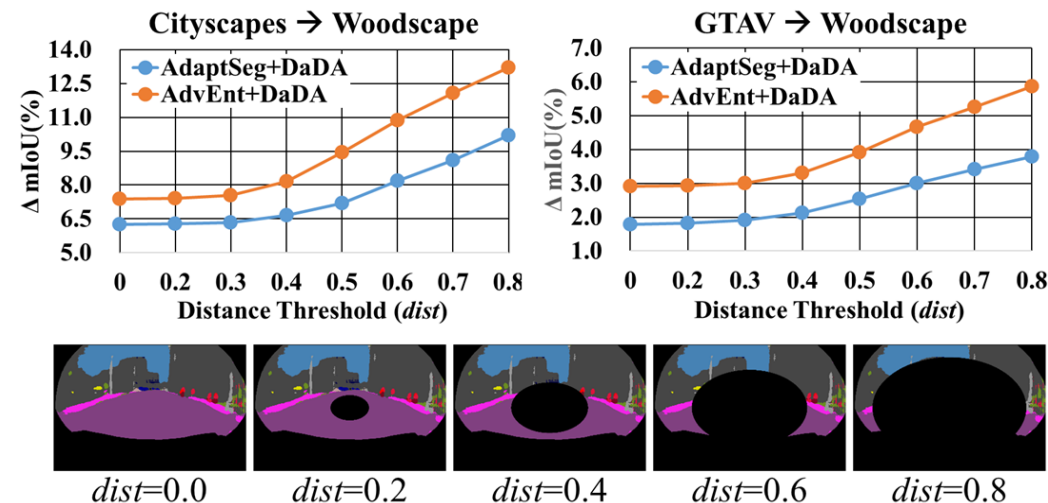 Cityscapes → Woodscape
14.0
12.5
11.0
9.5
8.0
6.5
5.0
Δ mIoU(%)
AdaptSeg+DaDA
AdvEnt+DaDA
0 0.2 0.3 0.4 0.5 0.6 0.7 0.8
Distance Threshold (dist)
GTAV → Woodscape
7.0
6.0
5.0
4.0
3.0
2.0
1.0
Δ mIoU(%)
AdaptSeg+DaDA
AdvEnt+DaDA
0 0.2 0.3 0.4 0.5 0.6 0.7 0.8
Distance Threshold (dist)
dist=0.0 dist=0.2 dist=0.4 dist=0.6 dist=0.8